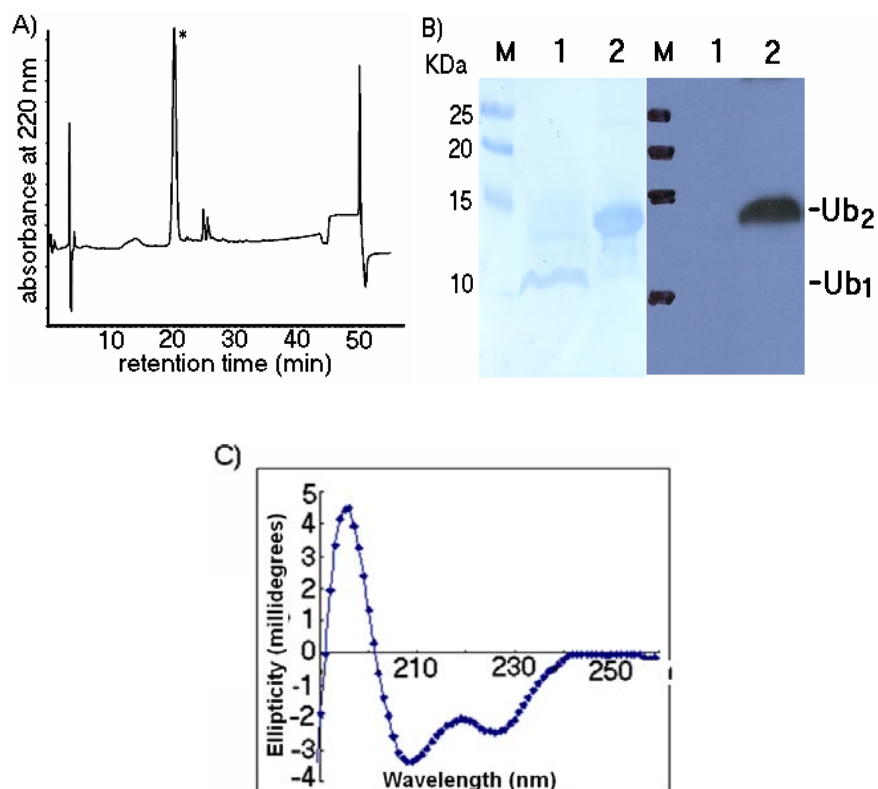 A)
*
absorbance at 220 nm
10 20 30 40 50
retention time (min)
B)
M 1 2 M 1 2
KDa
25
20
15
10
-Ub2
-Ub1
C)
5
4
3
2
1
0
-1
-2
-3
-4
210 230 250
Ellipticity (millidegrees)
Wavelength (nm)